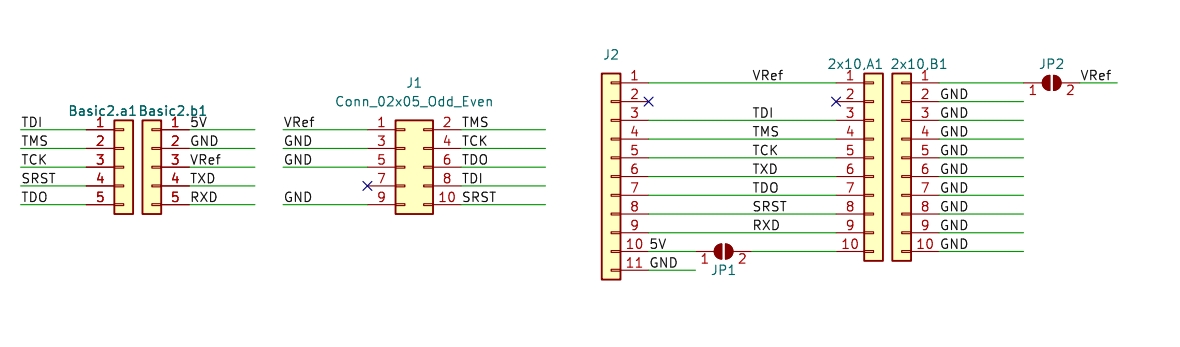 Basic2.a1 Basic2.b1
TDI 1 1 5V
TMS 2 2 GND
TCK 3 3 VRef
SRST 4 4 TXD
TDO 5 5 RXD
J1
Conn_02x05_Odd_Even
VRef 1 2 TMS
GND 3 4 TCK
GND 5 6 TDO
7 8 TDI
GND 9 10 SRST
J2
2x10,A1 2x10,B1
JP2
1 VRef 1 1 1 2 VRef
2 2 2 GND
3 TDI 3 3 GND
4 TMS 4 4 GND
5 TCK 5 5 GND
6 TXD 6 6 GND
7 TDO 7 7 GND
8 SRST 8 8 GND
9 RXD 9 9 GND
10 5V 1 2 10 10 GND
JP1
11 GND